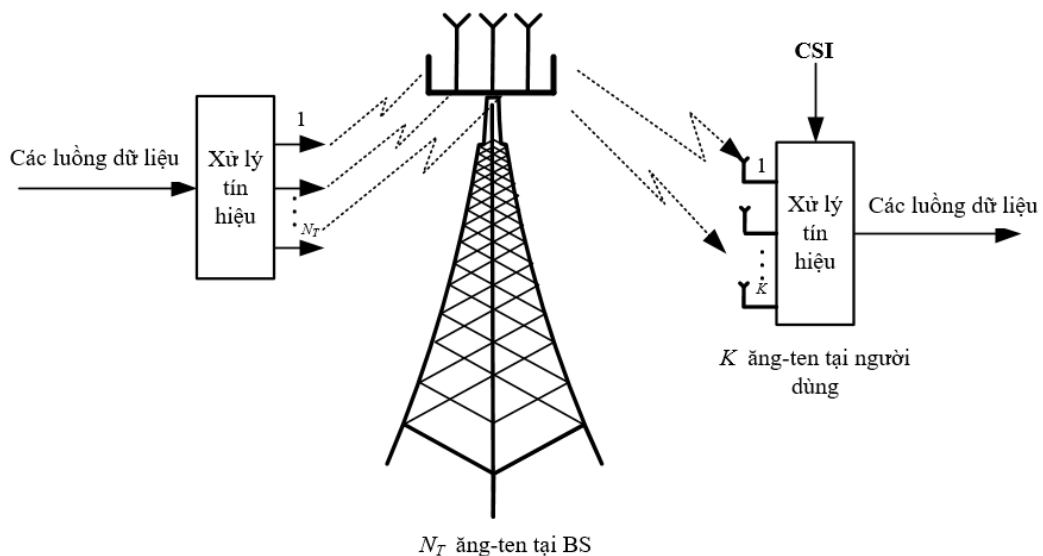 Các luồng dữ liệu
Xử lý
tín
hiệu
1
N_T
CSI
1
K
Xử lý
tín
hiệu
Các luồng dữ liệu
K ăng-ten tại người
dùng
N_T ăng-ten tại BS